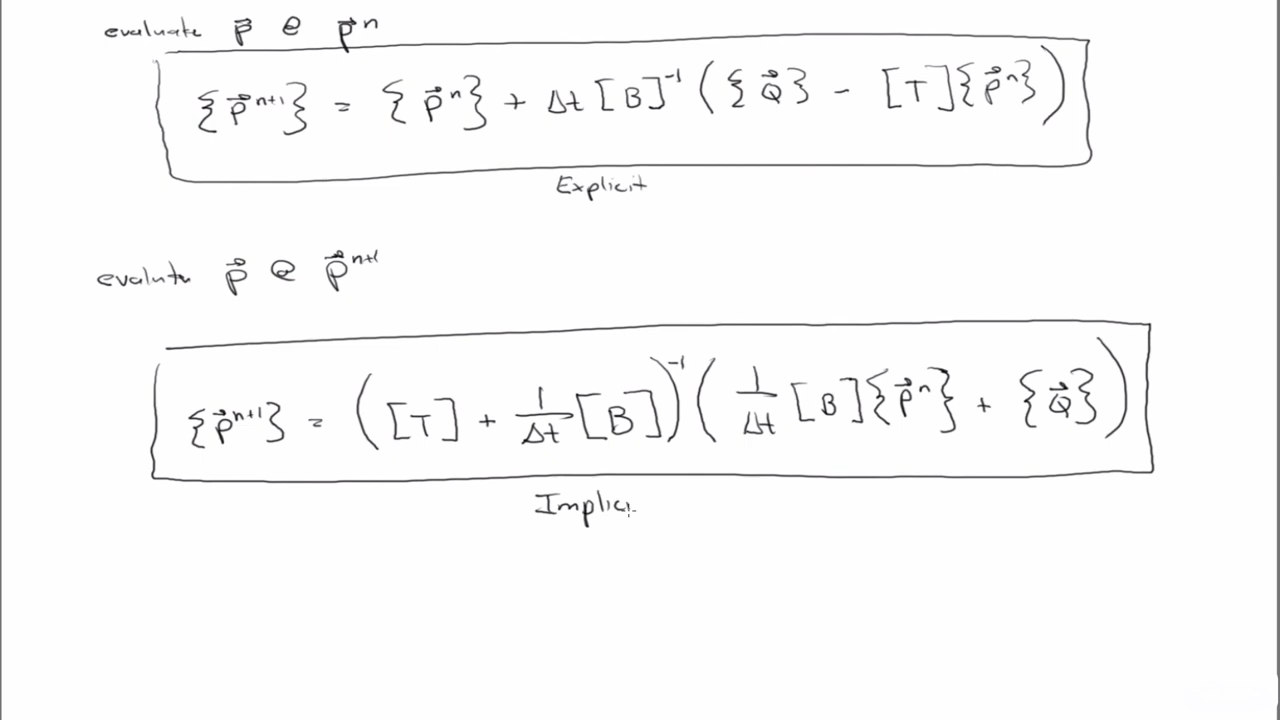 evaluate p⃗ @ p⃗ⁿ
{p⃗ⁿ⁺¹} = {p⃗ⁿ} + Δt [B]⁻¹ ({Q⃗} - [T]{p⃗ⁿ})
Explicit
evaluate p⃗ @ p⃗ⁿ⁺¹
{p⃗ⁿ⁺¹} = ([T] + 1/Δt [B])⁻¹ (1/Δt [B]{p⃗ⁿ} + {Q⃗})
Implici